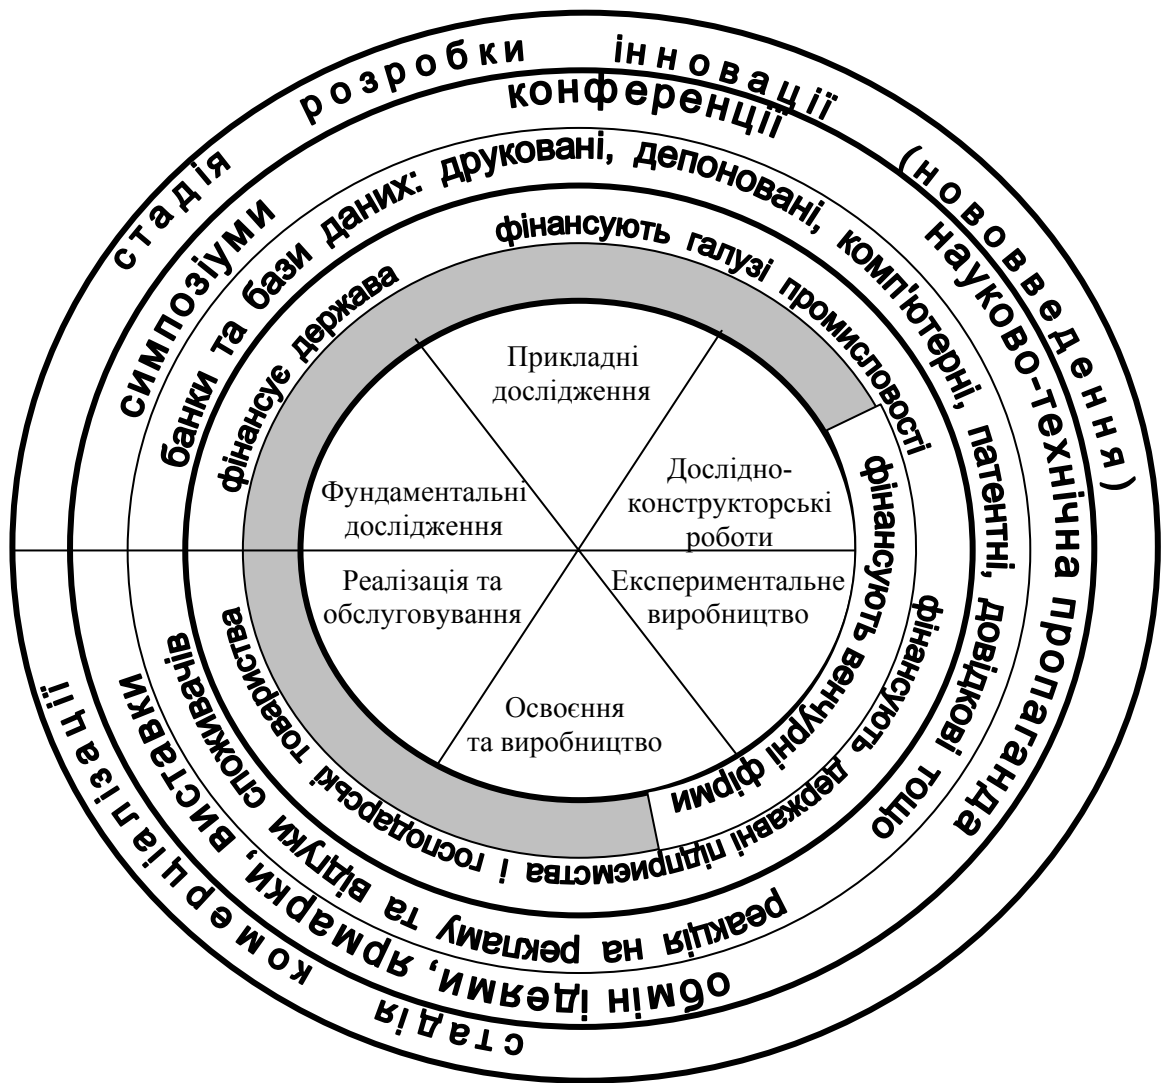 стадія розробки інновації (нововведення)
симпозіуми конференції науково-технічна пропаганда
банки та бази даних: друковані, депоновані, комп'ютерні, патентні, довідкові тощо
фінансує держава фінансують галузі промисловості
фінансують венчурні фірми
Прикладні
дослідження
Дослідно-
конструкторські
роботи
Фундаментальні
дослідження
Реалізація та
обслуговування
Експериментальне
виробництво
Освоєння
та виробництво
фінансують державні підприємства і господарські товариства
реакція на рекламу та відгуки споживачів
обмін ідеями, ярмарки, виставки
стадія комерціалізації